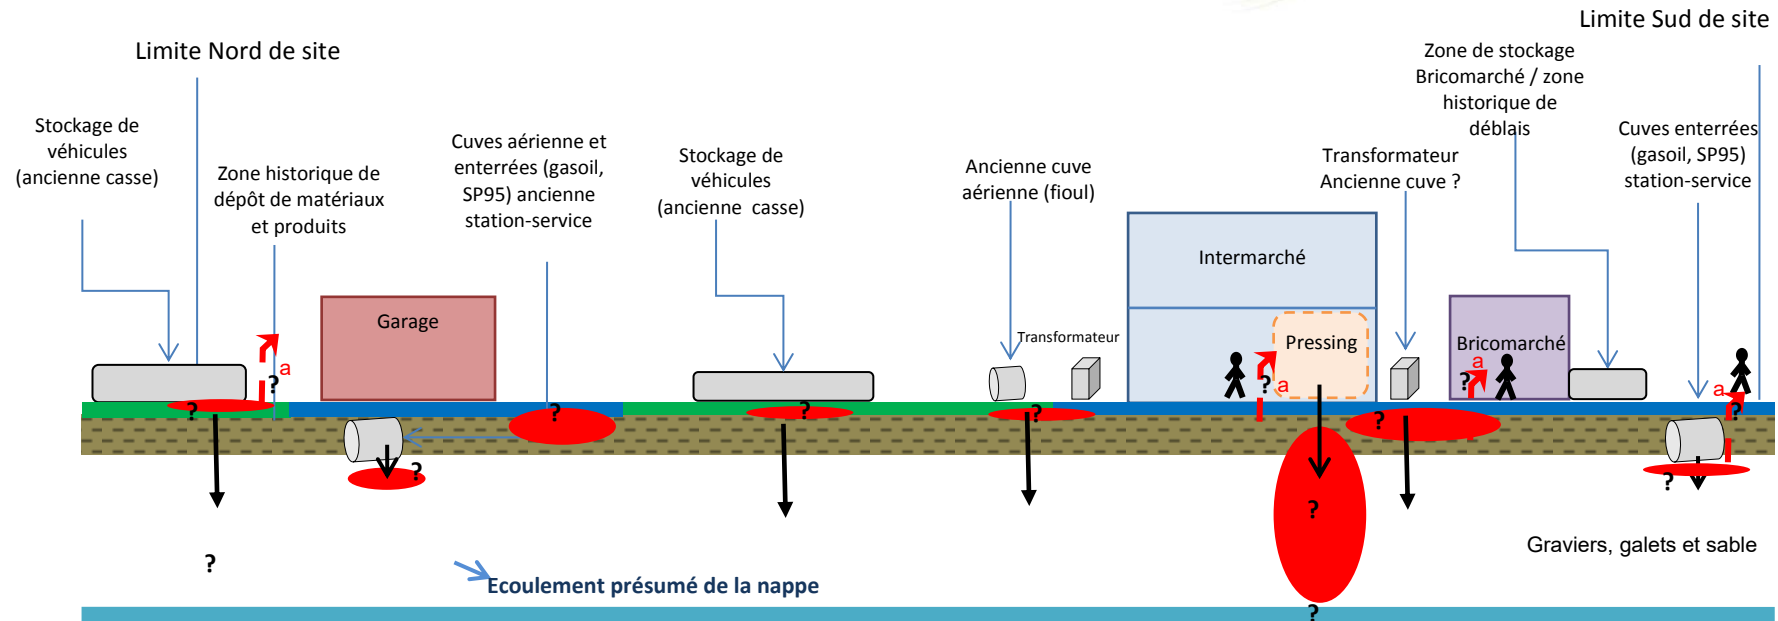 Limite Sud de site
Limite Nord de site
Zone de stockage
Bricomarché / zone
historique de
déblais
Stockage de
véhicules
(ancienne casse)
Zone historique de
dépôt de matériaux
et produits
Cuves aérienne et
enterrées (gasoil,
SP95) ancienne
station-service
Stockage de
véhicules
(ancienne casse)
Ancienne cuve
aérienne (fioul)
Transformateur
Ancienne cuve ?
Cuves enterrées
(gasoil, SP95)
station-service
Intermarché
Garage
Transformateur
Pressing
Bricomarché
a
?
?
a
a
?
a
?
?
?
?
?
?
?
?
?
?
?
Graviers, galets et sable
Ecoulement présumé de la nappe
?